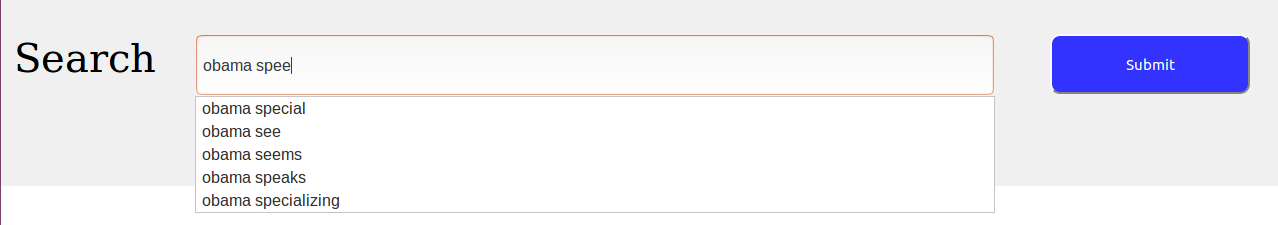 Search
obama spee
Submit
obama special
obama see
obama seems
obama speaks
obama specializing